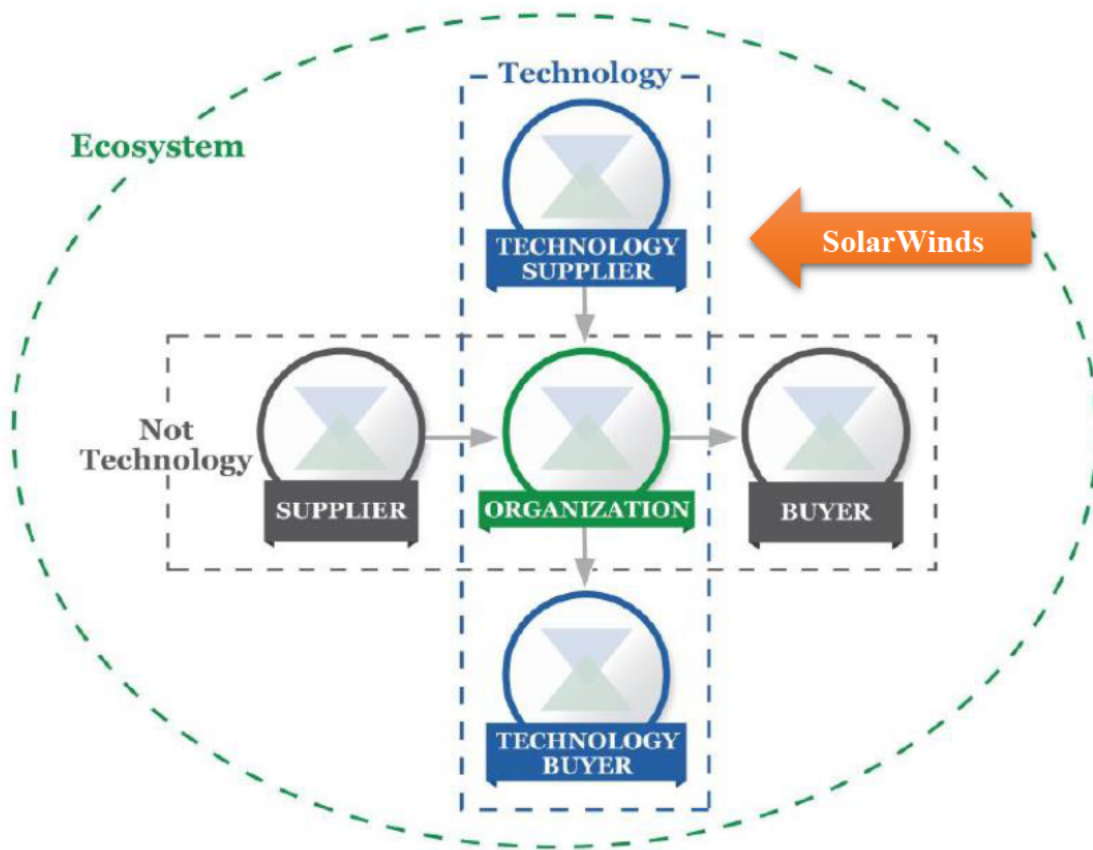 Technology
Ecosystem
TECHNOLOGY
SUPPLIER
SolarWinds
Not
Technology
SUPPLIER
ORGANIZATION
BUYER
TECHNOLOGY
BUYER